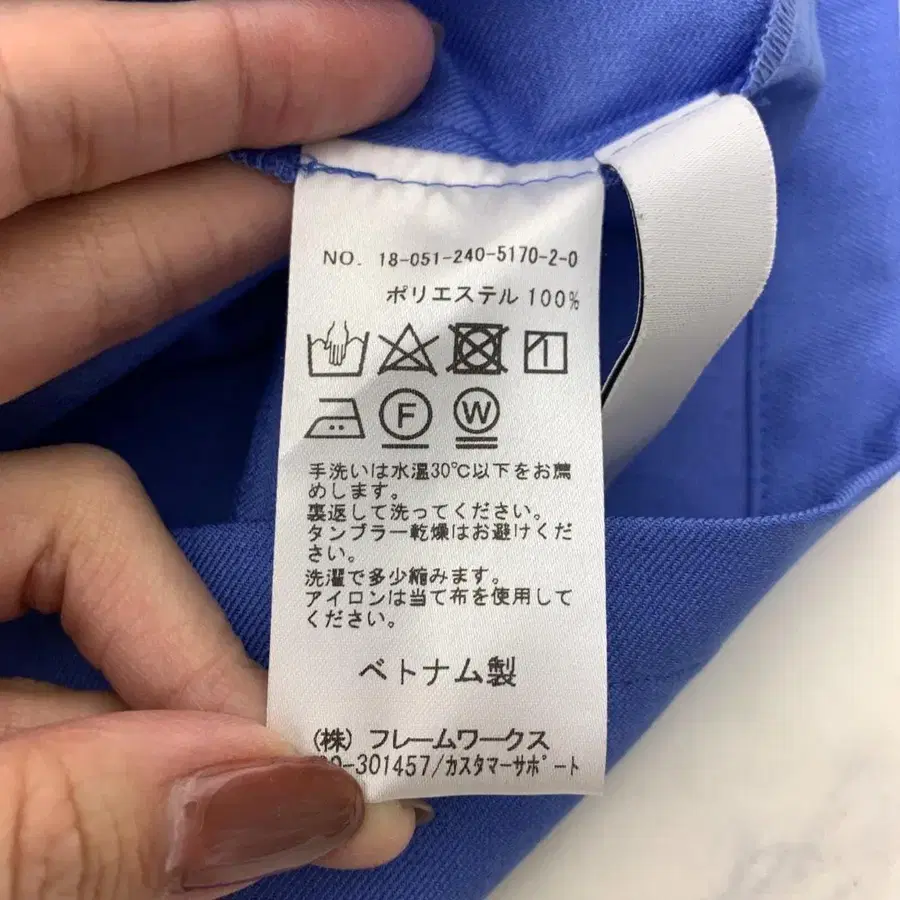 NO. 18-051-240-5170-2-0
ポリエステル 100%
F W
手洗いは水温30℃以下をお薦
めします。
裏返して洗ってください。
タンブラー乾燥はお避けくだ
さい。
洗濯で多少縮みます。
アイロンは当て布を使用して
ください。
ベトナム製
(株) フレームワークス
-301457/カスタマーサポート